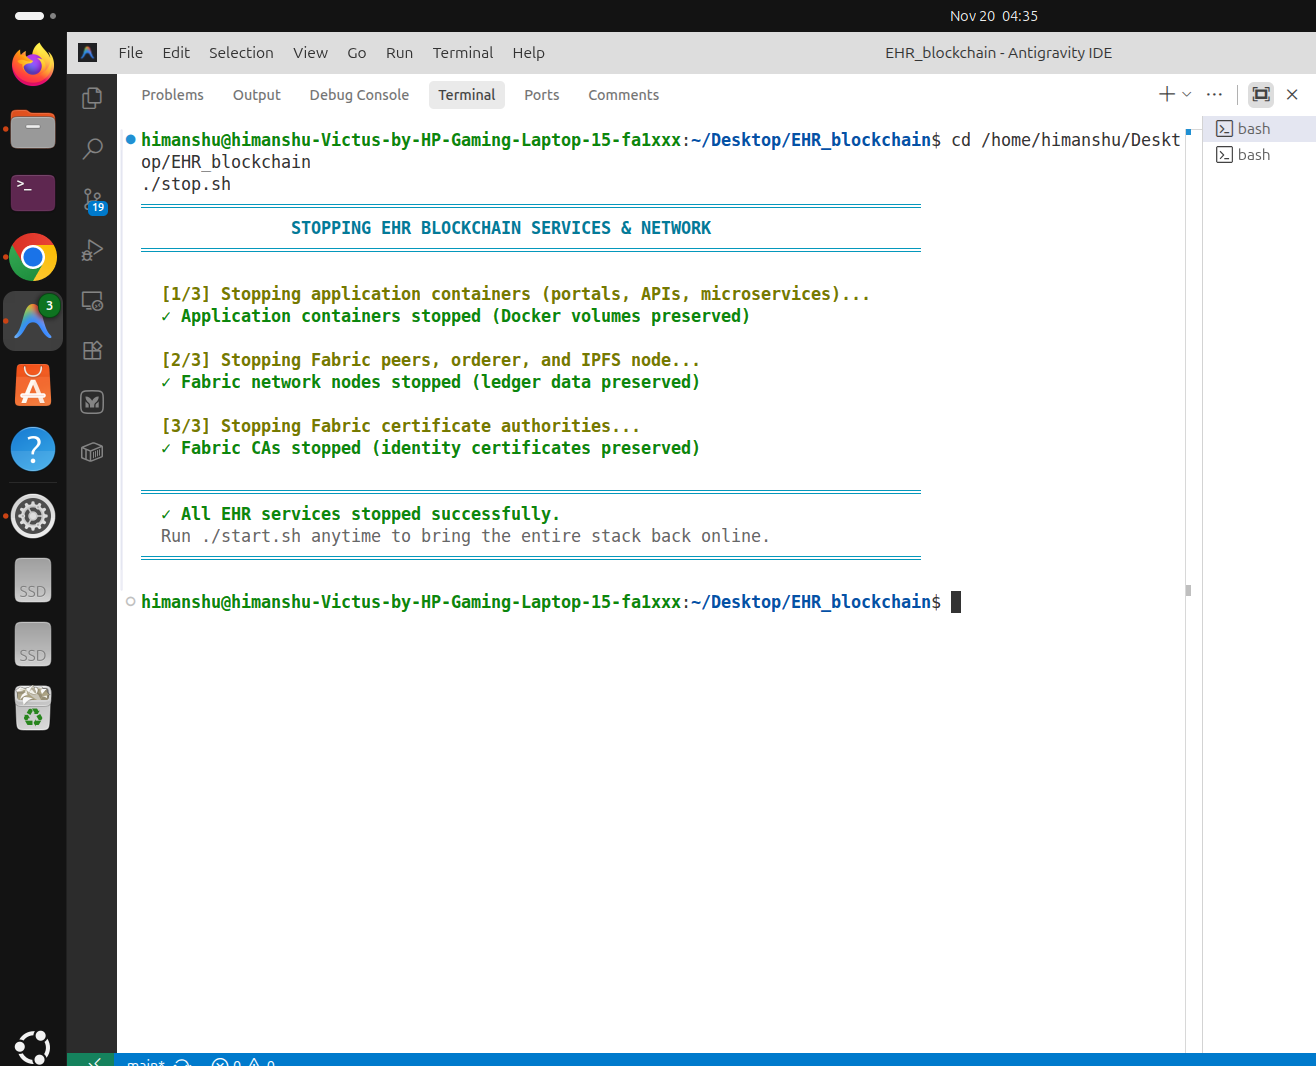 Nov 20 04:35
File Edit Selection View Go Run Terminal Help
EHR_blockchain - Antigravity IDE
Problems Output Debug Console Terminal Ports Comments
himanshu@himanshu-Victus-by-HP-Gaming-Laptop-15-fa1xxx:~/Desktop/EHR_blockchain$ cd /home/himanshu/Deskt
op/EHR_blockchain
./stop.sh
STOPPING EHR BLOCKCHAIN SERVICES & NETWORK
[1/3] Stopping application containers (portals, APIs, microservices)...
✓ Application containers stopped (Docker volumes preserved)
[2/3] Stopping Fabric peers, orderer, and IPFS node...
✓ Fabric network nodes stopped (ledger data preserved)
[3/3] Stopping Fabric certificate authorities...
✓ Fabric CAs stopped (identity certificates preserved)
✓ All EHR services stopped successfully.
Run ./start.sh anytime to bring the entire stack back online.
himanshu@himanshu-Victus-by-HP-Gaming-Laptop-15-fa1xxx:~/Desktop/EHR_blockchain$
bash
bash
19
3
SSD
SSD
main* 0 0